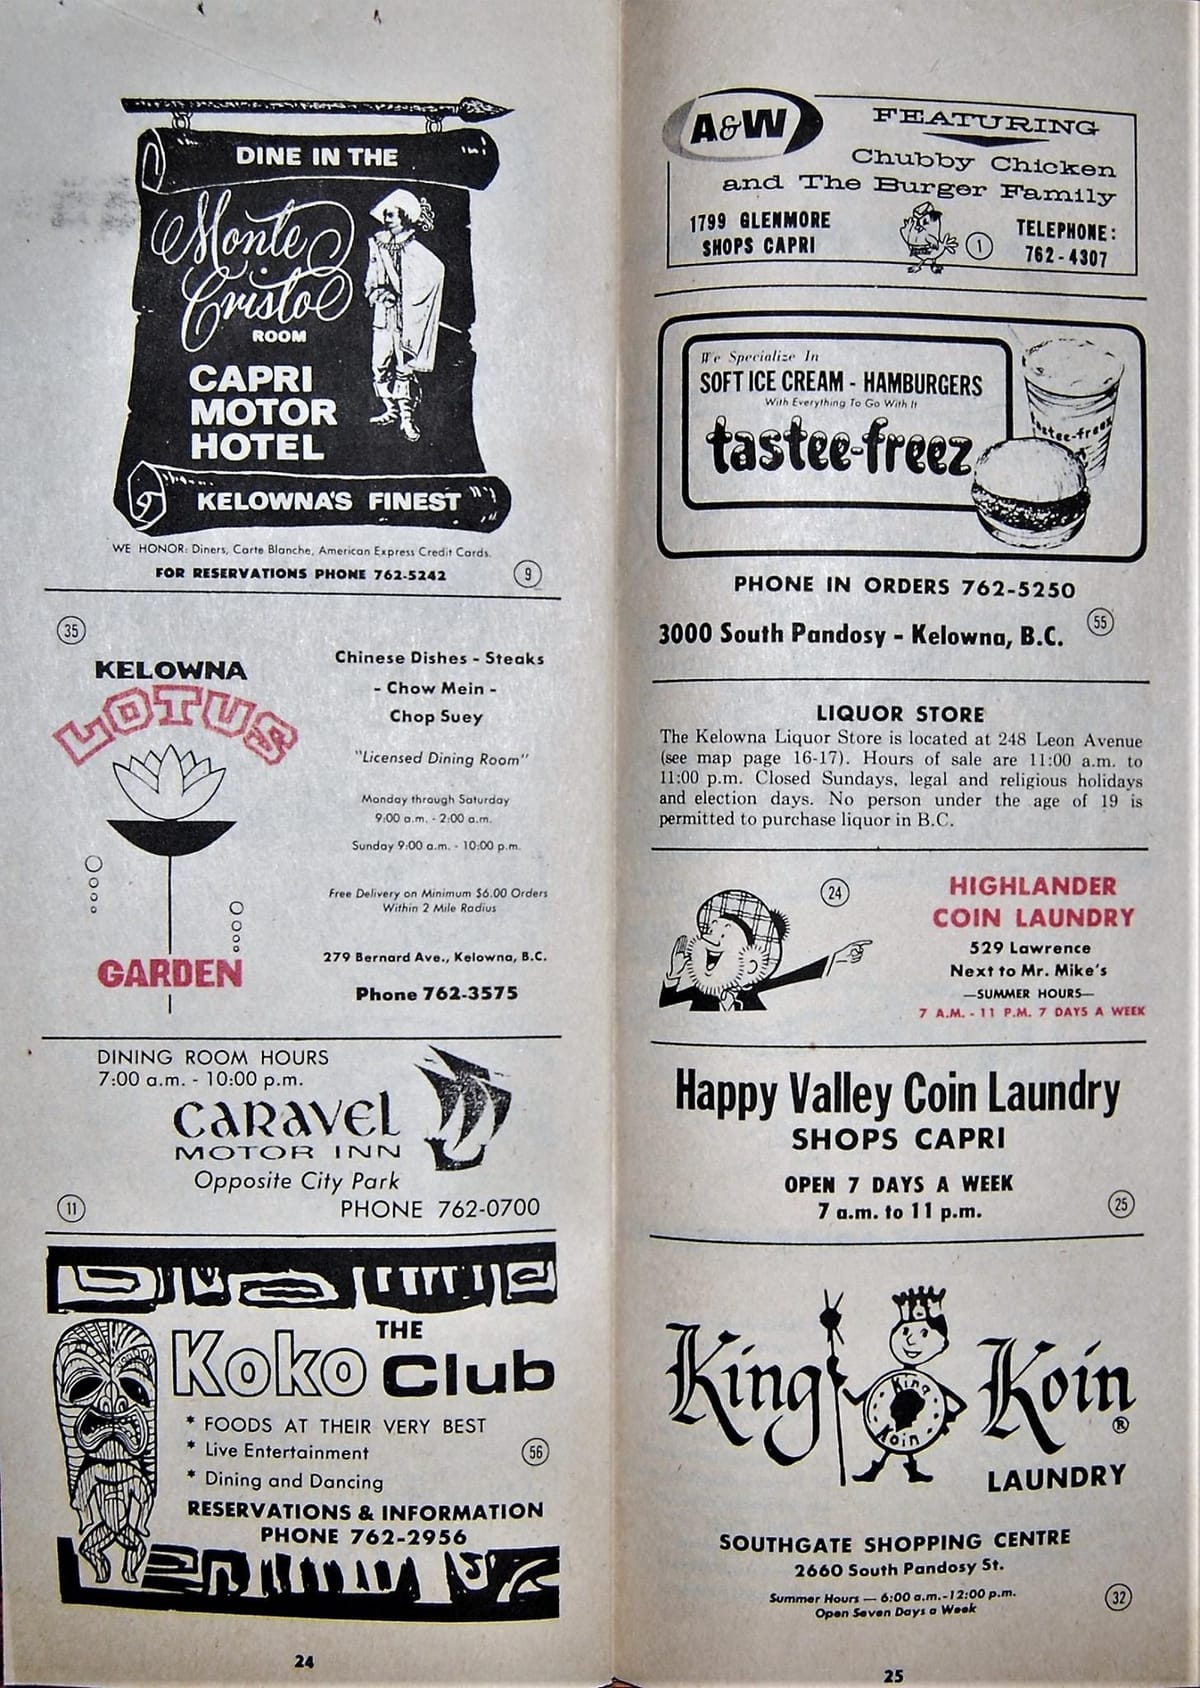 DINE IN THE
Monte
Cristo
ROOM
CAPRI
MOTOR
HOTEL
KELOWNA'S FINEST
WE HONOR: Diners, Carte Blanche, American Express Credit Cards.
FOR RESERVATIONS PHONE 762-5242
9
35
KELOWNA
LOTUS
GARDEN
Chinese Dishes - Steaks
- Chow Mein -
Chop Suey
"Licensed Dining Room"
Monday through Saturday
9:00 a.m. - 2:00 a.m.
Sunday 9:00 a.m. - 10:00 p.m.
Free Delivery on Minimum $6.00 Orders
Within 2 Mile Radius
279 Bernard Ave., Kelowna, B.C.
Phone 762-3575
DINING ROOM HOURS
7:00 a.m. - 10:00 p.m.
CARAVEL
MOTOR INN
Opposite City Park
11
PHONE 762-0700
THE
Koko Club
* FOODS AT THEIR VERY BEST
* Live Entertainment
56
* Dining and Dancing
RESERVATIONS & INFORMATION
PHONE 762-2956
24
A&W
FEATURING
Chubby Chicken
and The Burger Family
1799 GLENMORE
SHOPS CAPRI
1
TELEPHONE:
762-4307
We Specialize In
SOFT ICE CREAM - HAMBURGERS
With Everything To Go With It
tastee-freez
tastee-freez
PHONE IN ORDERS 762-5250
3000 South Pandosy - Kelowna, B.C.
55
LIQUOR STORE
The Kelowna Liquor Store is located at 248 Leon Avenue
(see map page 16-17). Hours of sale are 11:00 a.m. to
11:00 p.m. Closed Sundays, legal and religious holidays
and election days. No person under the age of 19 is
permitted to purchase liquor in B.C.
24
HIGHLANDER
COIN LAUNDRY
529 Lawrence
Next to Mr. Mike's
—SUMMER HOURS—
7 A.M. - 11 P.M. 7 DAYS A WEEK
Happy Valley Coin Laundry
SHOPS CAPRI
OPEN 7 DAYS A WEEK
7 a.m. to 11 p.m.
25
King Koin ®
King
Koin
LAUNDRY
SOUTHGATE SHOPPING CENTRE
2660 South Pandosy St.
Summer Hours — 6:00 a.m.-12:00 p.m.
Open Seven Days a Week
32
25